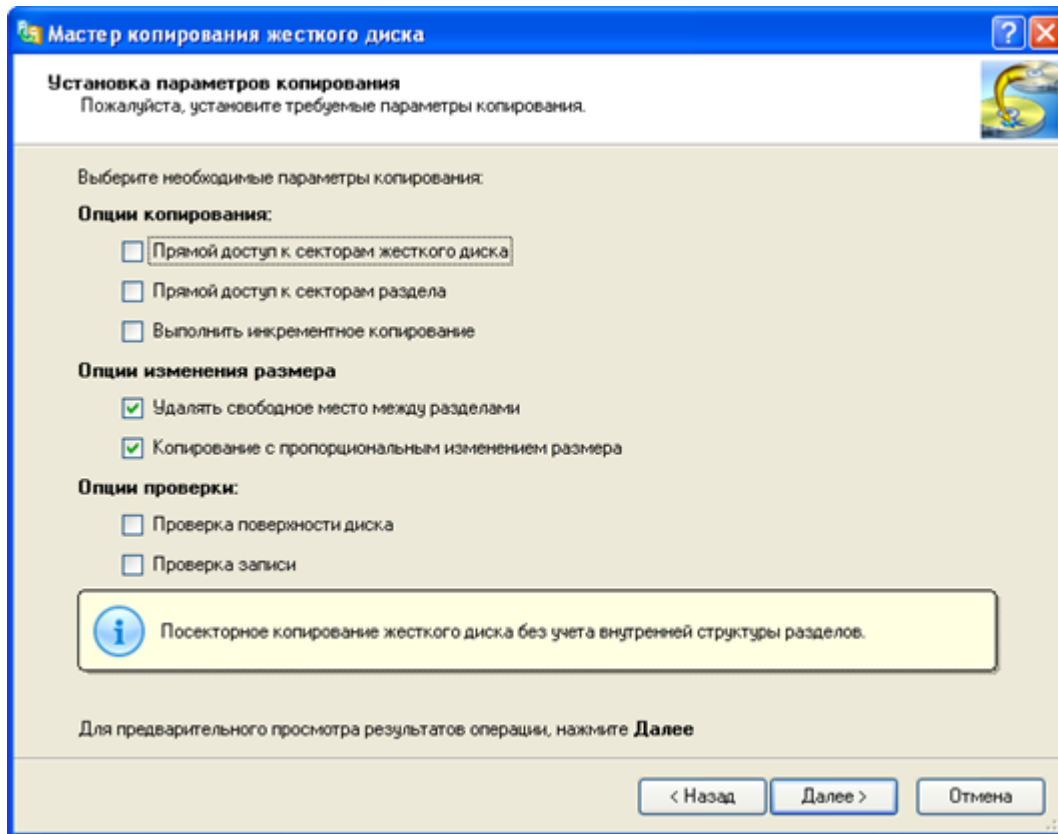 Мастер копирования жесткого диска
Установка параметров копирования
Пожалуйста, установите требуемые параметры копирования.
Выберите необходимые параметры копирования:
Опции копирования:
Прямой доступ к секторам жесткого диска
Прямой доступ к секторам раздела
Выполнить инкрементное копирование
Опции изменения размера
Удалять свободное место между разделами
Копирование с пропорциональным изменением размера
Опции проверки:
Проверка поверхности диска
Проверка записи
Посекторное копирование жесткого диска без учета внутренней структуры разделов.
Для предварительного просмотра результатов операции, нажмите Далее
< Назад
Далее >
Отмена